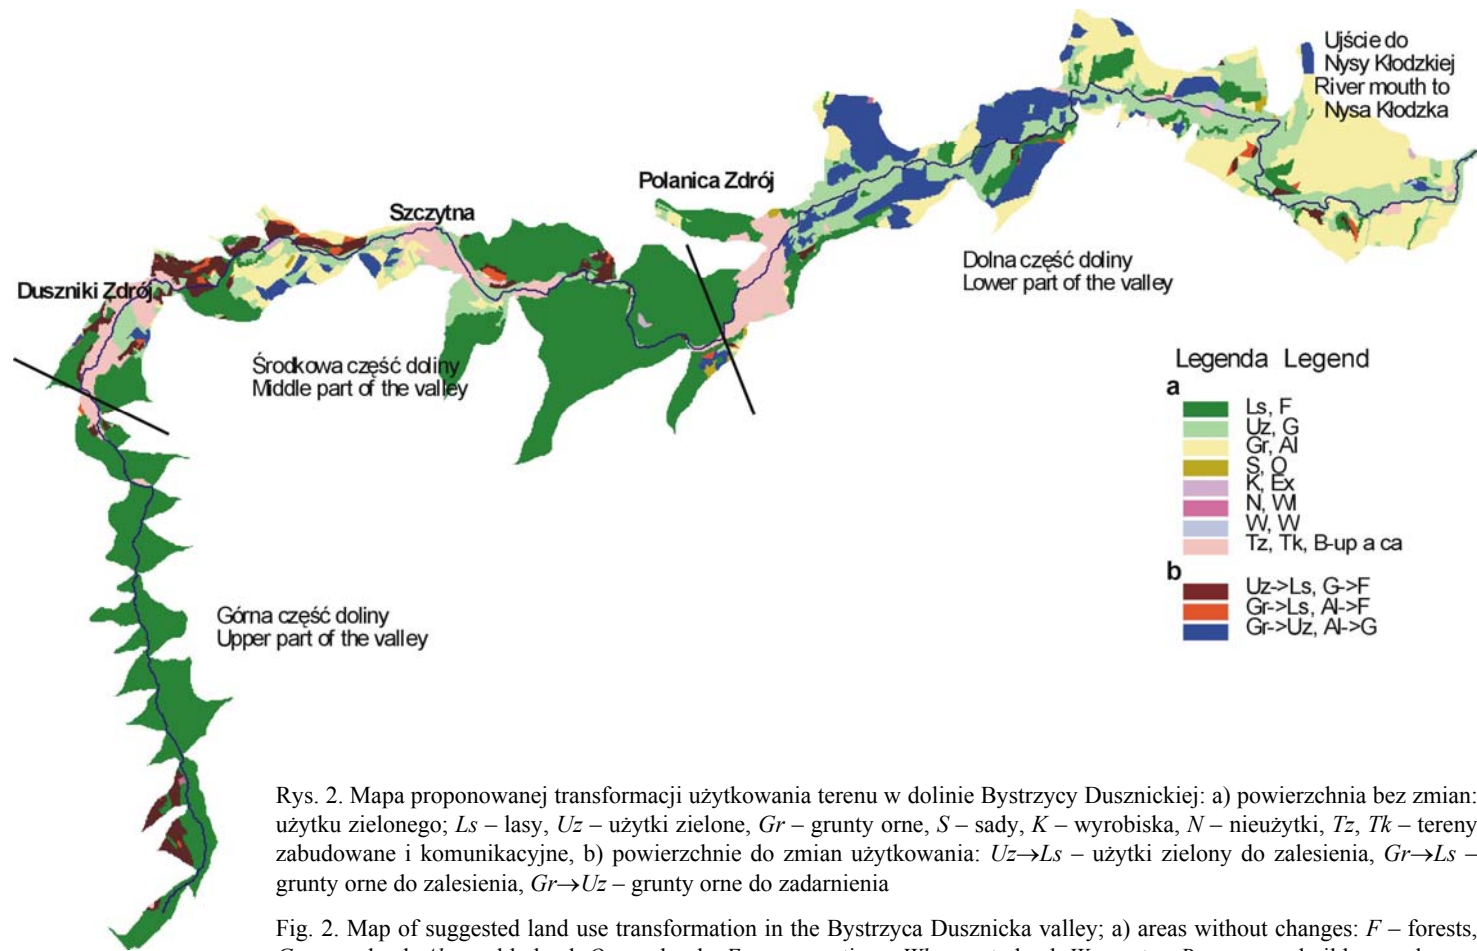 Ujście do
Nysy Kłodzkiej
River mouth to
Nysa Kłodzka
Polanica Zdrój
Szczytna
Duszniki Zdrój
Dolna część doliny
Lower part of the valley
Środkowa część doliny
Middle part of the valley
Górna część doliny
Upper part of the valley
Legenda Legend
a
Ls, F
Uz, G
Gr, Al
S, O
K, Ex
N, Wl
W, W
Tz, Tk, B-up a ca
b
Uz->Ls, G->F
Gr->Ls, Al->F
Gr->Uz, Al->G
Rys. 2. Mapa proponowanej transformacji użytkowania terenu w dolinie Bystrzycy Dusznickiej: a) powierzchnia bez zmian:
użytku zielonego; Ls – lasy, Uz – użytki zielone, Gr – grunty orne, S – sady, K – wyrobiska, N – nieużytki, Tz, Tk – tereny
zabudowane i komunikacyjne, b) powierzchnie do zmian użytkowania: Uz→Ls – użytki zielony do zalesienia, Gr→Ls –
grunty orne do zalesienia, Gr→Uz – grunty orne do zadarnienia
Fig. 2. Map of suggested land use transformation in the Bystrzyca Dusznicka valley; a) areas without changes: F – forests,